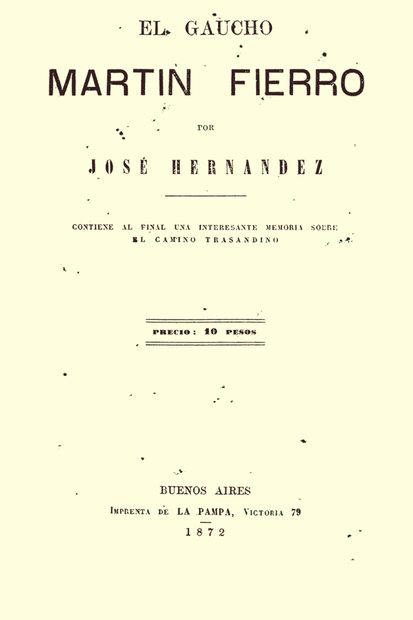 EL GAUCHO
MARTIN FIERRO
POR
JOSÉ HERNANDEZ
CONTIENE AL FINAL UNA INTERESANTE MEMORIA SOBRE
EL CAMINO TRASANDINO
PRECIO: 10 PESOS
BUENOS AIRES
IMPRENTA DE LA PAMPA, VICTORIA 79
1872